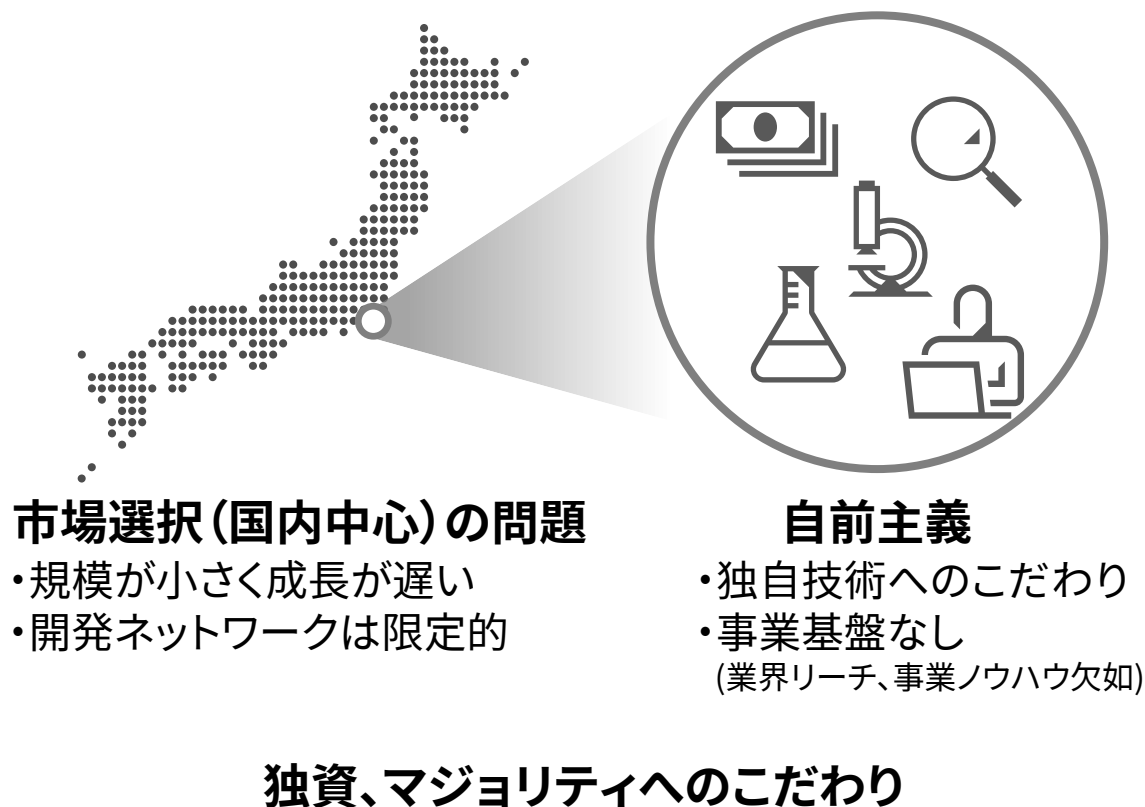 市場選択（国内中心）の問題
・規模が小さく成長が遅い
・開発ネットワークは限定的
自前主義
・独自技術へのこだわり
・事業基盤なし
(業界リーチ、事業ノウハウ欠如)
独資、マジョリティへのこだわり